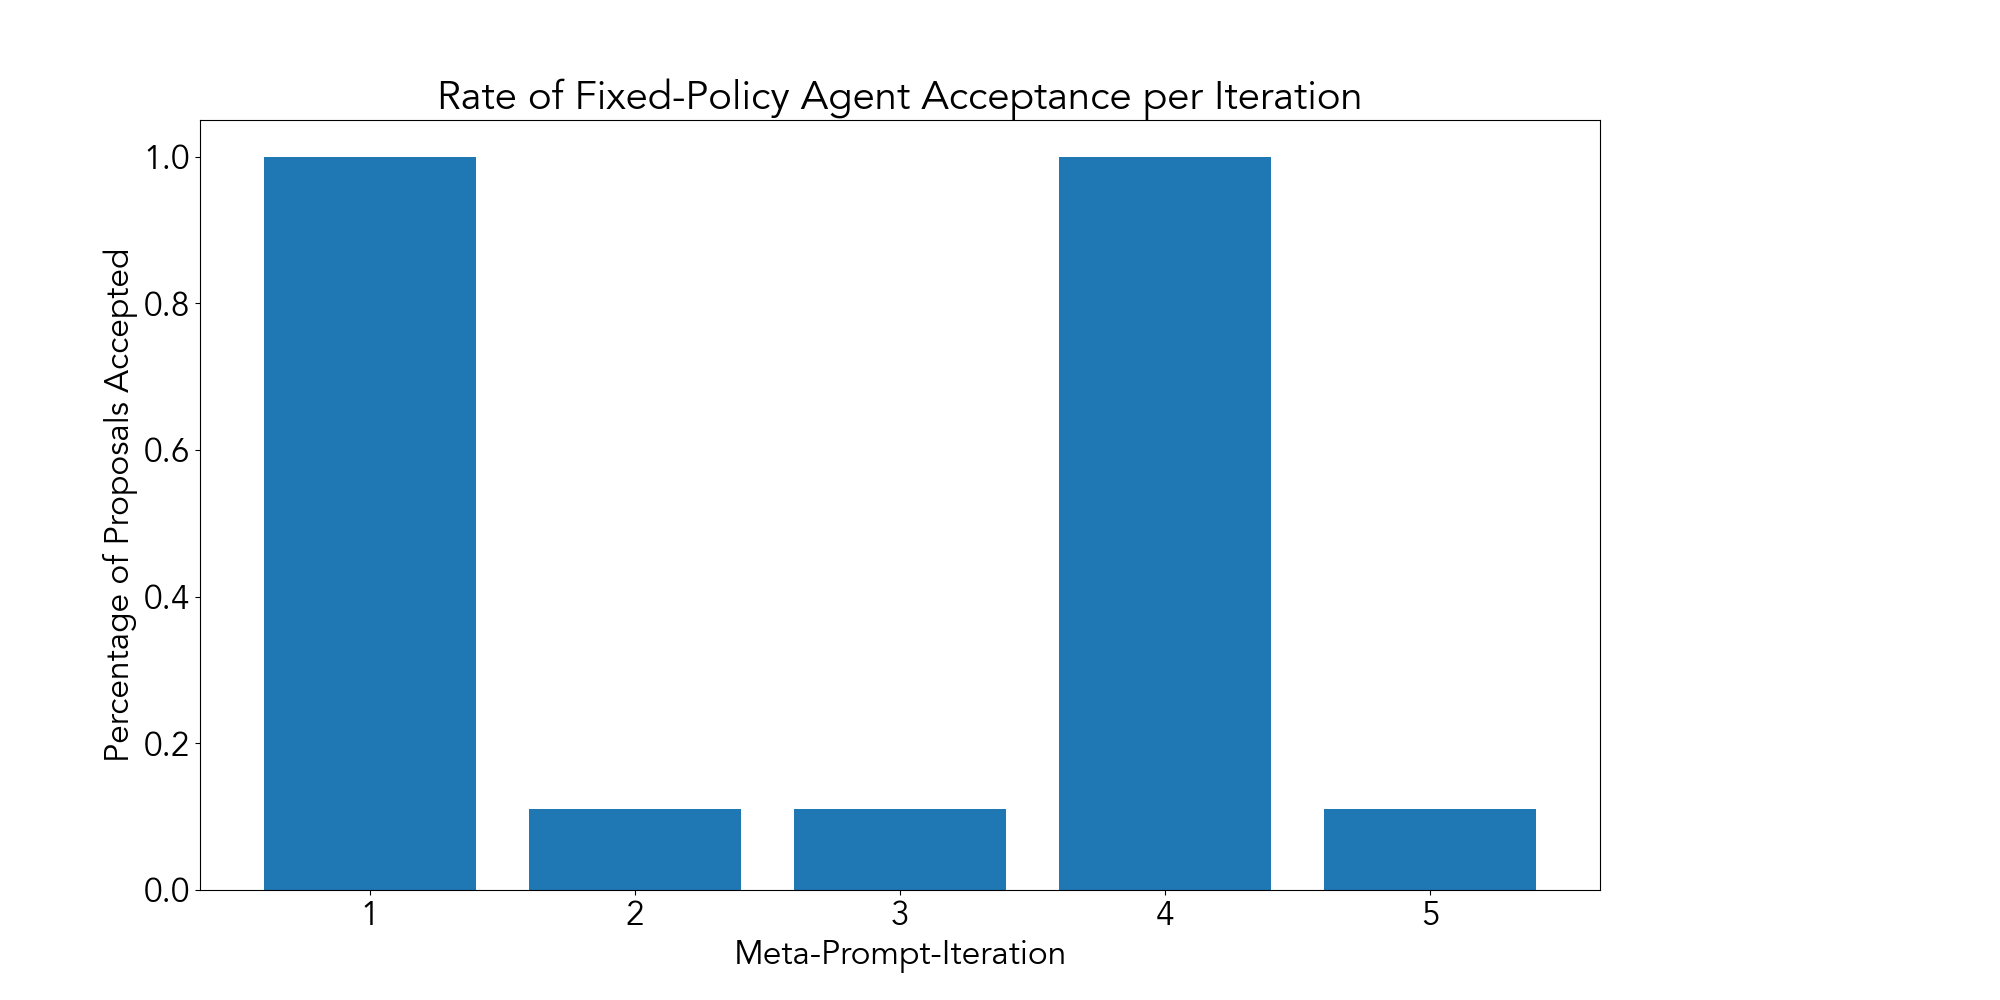 Rate of Fixed-Policy Agent Acceptance per Iteration
Percentage of Proposals Accepted
1.0
0.8
0.6
0.4
0.2
0.0
1 2 3 4 5
Meta-Prompt-Iteration